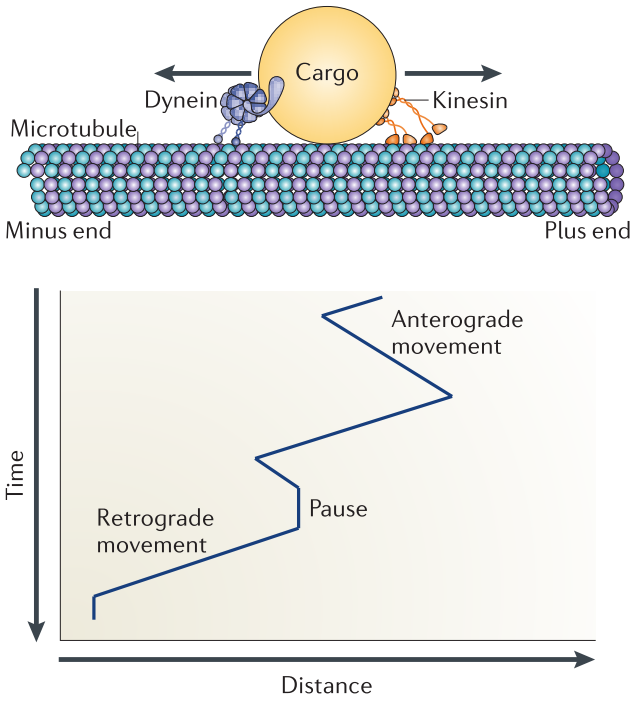 Cargo
Dynein
Kinesin
Microtubule
Minus end
Plus end
Anterograde
movement
Time
Pause
Retrograde
movement
Distance